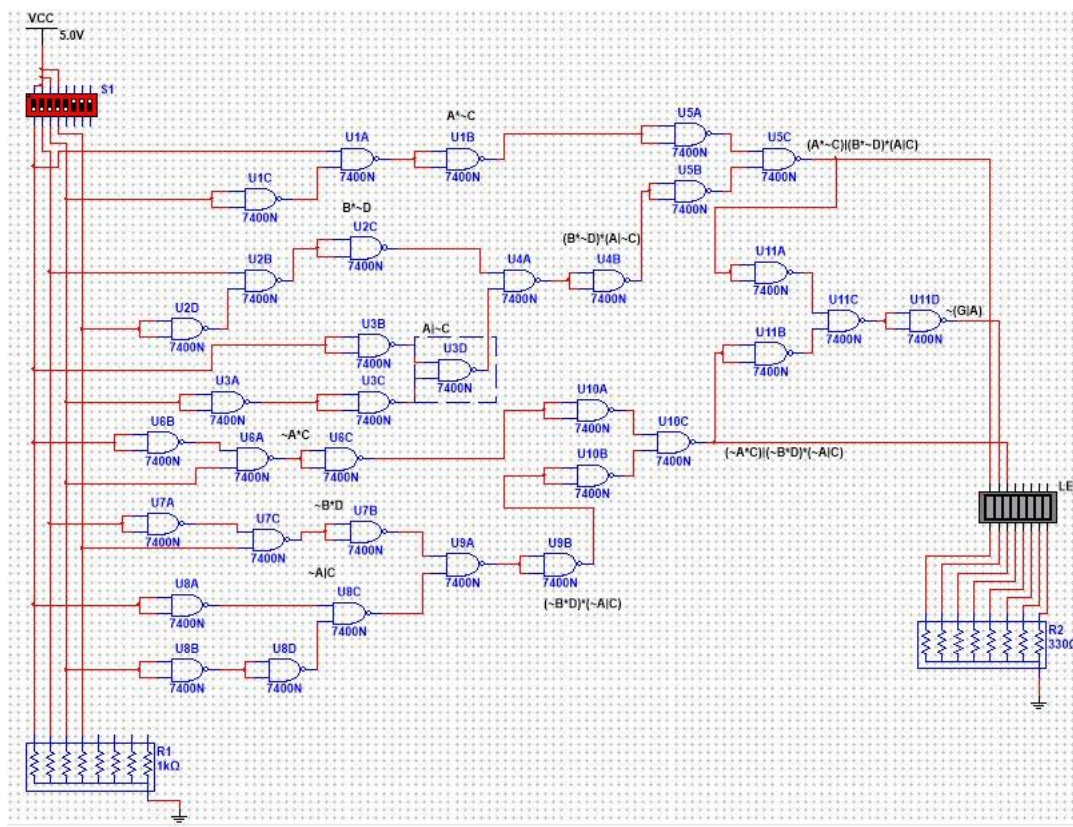 VCC
5.0V
S1
A*~C
U5A
7400N
U5C
7400N
(A*~C)|(B*~D)*(A|C)
U1A
7400N
U1B
7400N
U5B
7400N
U1C
7400N
B*~D
U2C
7400N
(B*~D)*(A|~C)
U2B
7400N
U4A
7400N
U4B
7400N
U11A
7400N
U2D
7400N
U11C
7400N
U11D
7400N
~(G|A)
U3B
7400N
A|~C
U3D
7400N
U11B
7400N
U3A
7400N
U3C
7400N
U10A
7400N
U6B
7400N
~A*C
U6A
7400N
U6C
7400N
U10C
7400N
(~A*C)|(~B*D)*(~A|C)
U10B
7400N
LE
U7A
7400N
~B*D
U7C
7400N
U7B
7400N
U9A
7400N
U9B
7400N
(~B*D)*(~A|C)
~A|C
U8A
7400N
U8C
7400N
U8B
7400N
U8D
7400N
R2
330Ω
R1
1kΩ